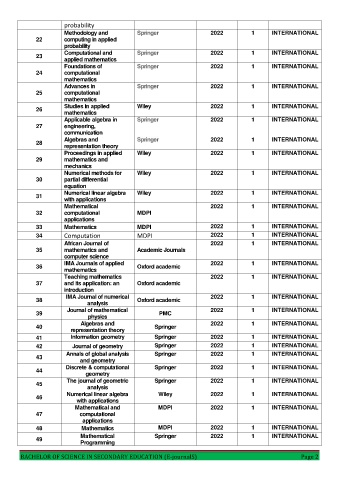 probability
22 Methodology and Springer 2022 1 INTERNATIONAL
computing in applied
probability
23 Computational and Springer 2022 1 INTERNATIONAL
applied mathematics
24 Foundations of Springer 2022 1 INTERNATIONAL
computational
mathematics
25 Advances in Springer 2022 1 INTERNATIONAL
computational
mathematics
26 Studies in applied Wiley 2022 1 INTERNATIONAL
mathematics
27 Applicable algebra in Springer 2022 1 INTERNATIONAL
engineering,
communication
28 Algebras and Springer 2022 1 INTERNATIONAL
representation theory
29 Proceedings in applied Wiley 2022 1 INTERNATIONAL
mathematics and
mechanics
30 Numerical methods for Wiley 2022 1 INTERNATIONAL
partial differential
equation
31 Numerical linear algebra Wiley 2022 1 INTERNATIONAL
with applications
32 Mathematical MDPI 2022 1 INTERNATIONAL
computational
applications
33 Mathematics MDPI 2022 1 INTERNATIONAL
34 Computation MDPI 2022 1 INTERNATIONAL
35 African Journal of Academic Journals 2022 1 INTERNATIONAL
mathematics and
computer science
36 IMA Journals of applied Oxford academic 2022 1 INTERNATIONAL
mathematics
37 Teaching mathematics Oxford academic 2022 1 INTERNATIONAL
and its application: an
introduction
38 IMA Journal of numerical Oxford academic 2022 1 INTERNATIONAL
analysis
39 Journal of mathematical PMC 2022 1 INTERNATIONAL
physics
40 Algebras and Springer 2022 1 INTERNATIONAL
representation theory
41 Information geometry Springer 2022 1 INTERNATIONAL
42 Journal of geometry Springer 2022 1 INTERNATIONAL
43 Annals of global analysis Springer 2022 1 INTERNATIONAL
and geometry
44 Discrete & computational Springer 2022 1 INTERNATIONAL
geometry
45 The journal of geometric Springer 2022 1 INTERNATIONAL
analysis
46 Numerical linear algebra Wiley 2022 1 INTERNATIONAL
with applications
47 Mathematical and MDPI 2022 1 INTERNATIONAL
computational
applications
48 Mathematics MDPI 2022 1 INTERNATIONAL
49 Mathematical Springer 2022 1 INTERNATIONAL
Programming
BACHELOR OF SCIENCE IN SECONDARY EDUCATION (E-journalS) Page 2